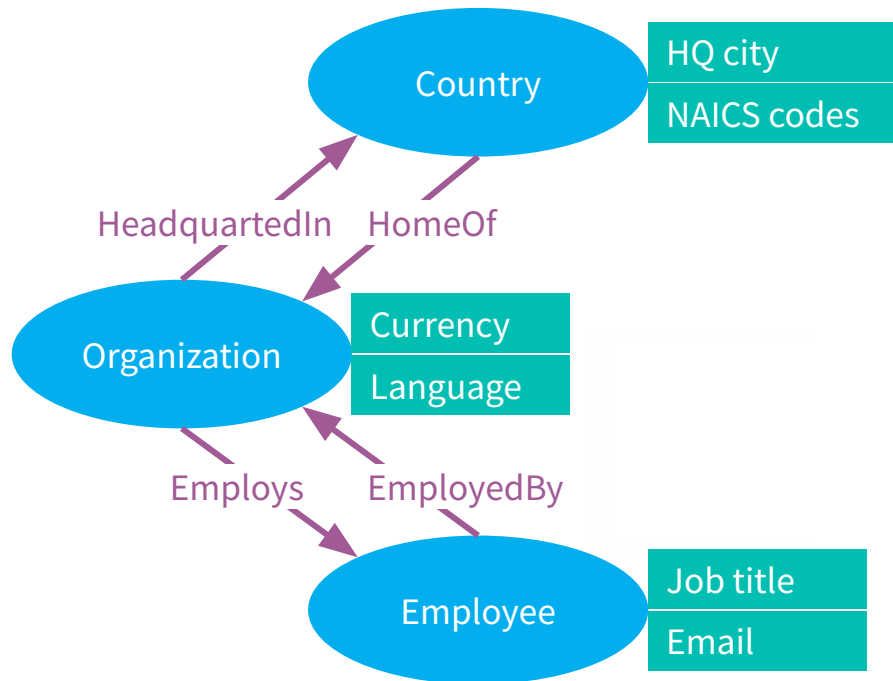 Country
HQ city
NAICS codes
HeadquartedIn
HomeOf
Organization
Currency
Language
Employs
EmployedBy
Employee
Job title
Email